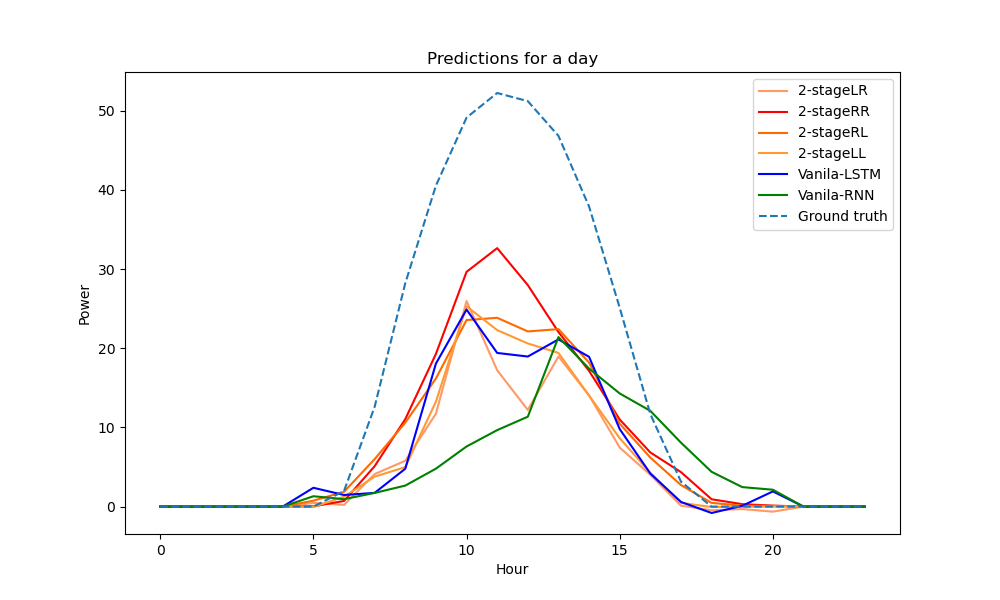 Predictions for a day
2-stageLR
2-stageRR
2-stageRL
2-stageLL
Vanila-LSTM
Vanila-RNN
Ground truth
50
40
30
20
10
0
Power
0 5 10 15 20
Hour